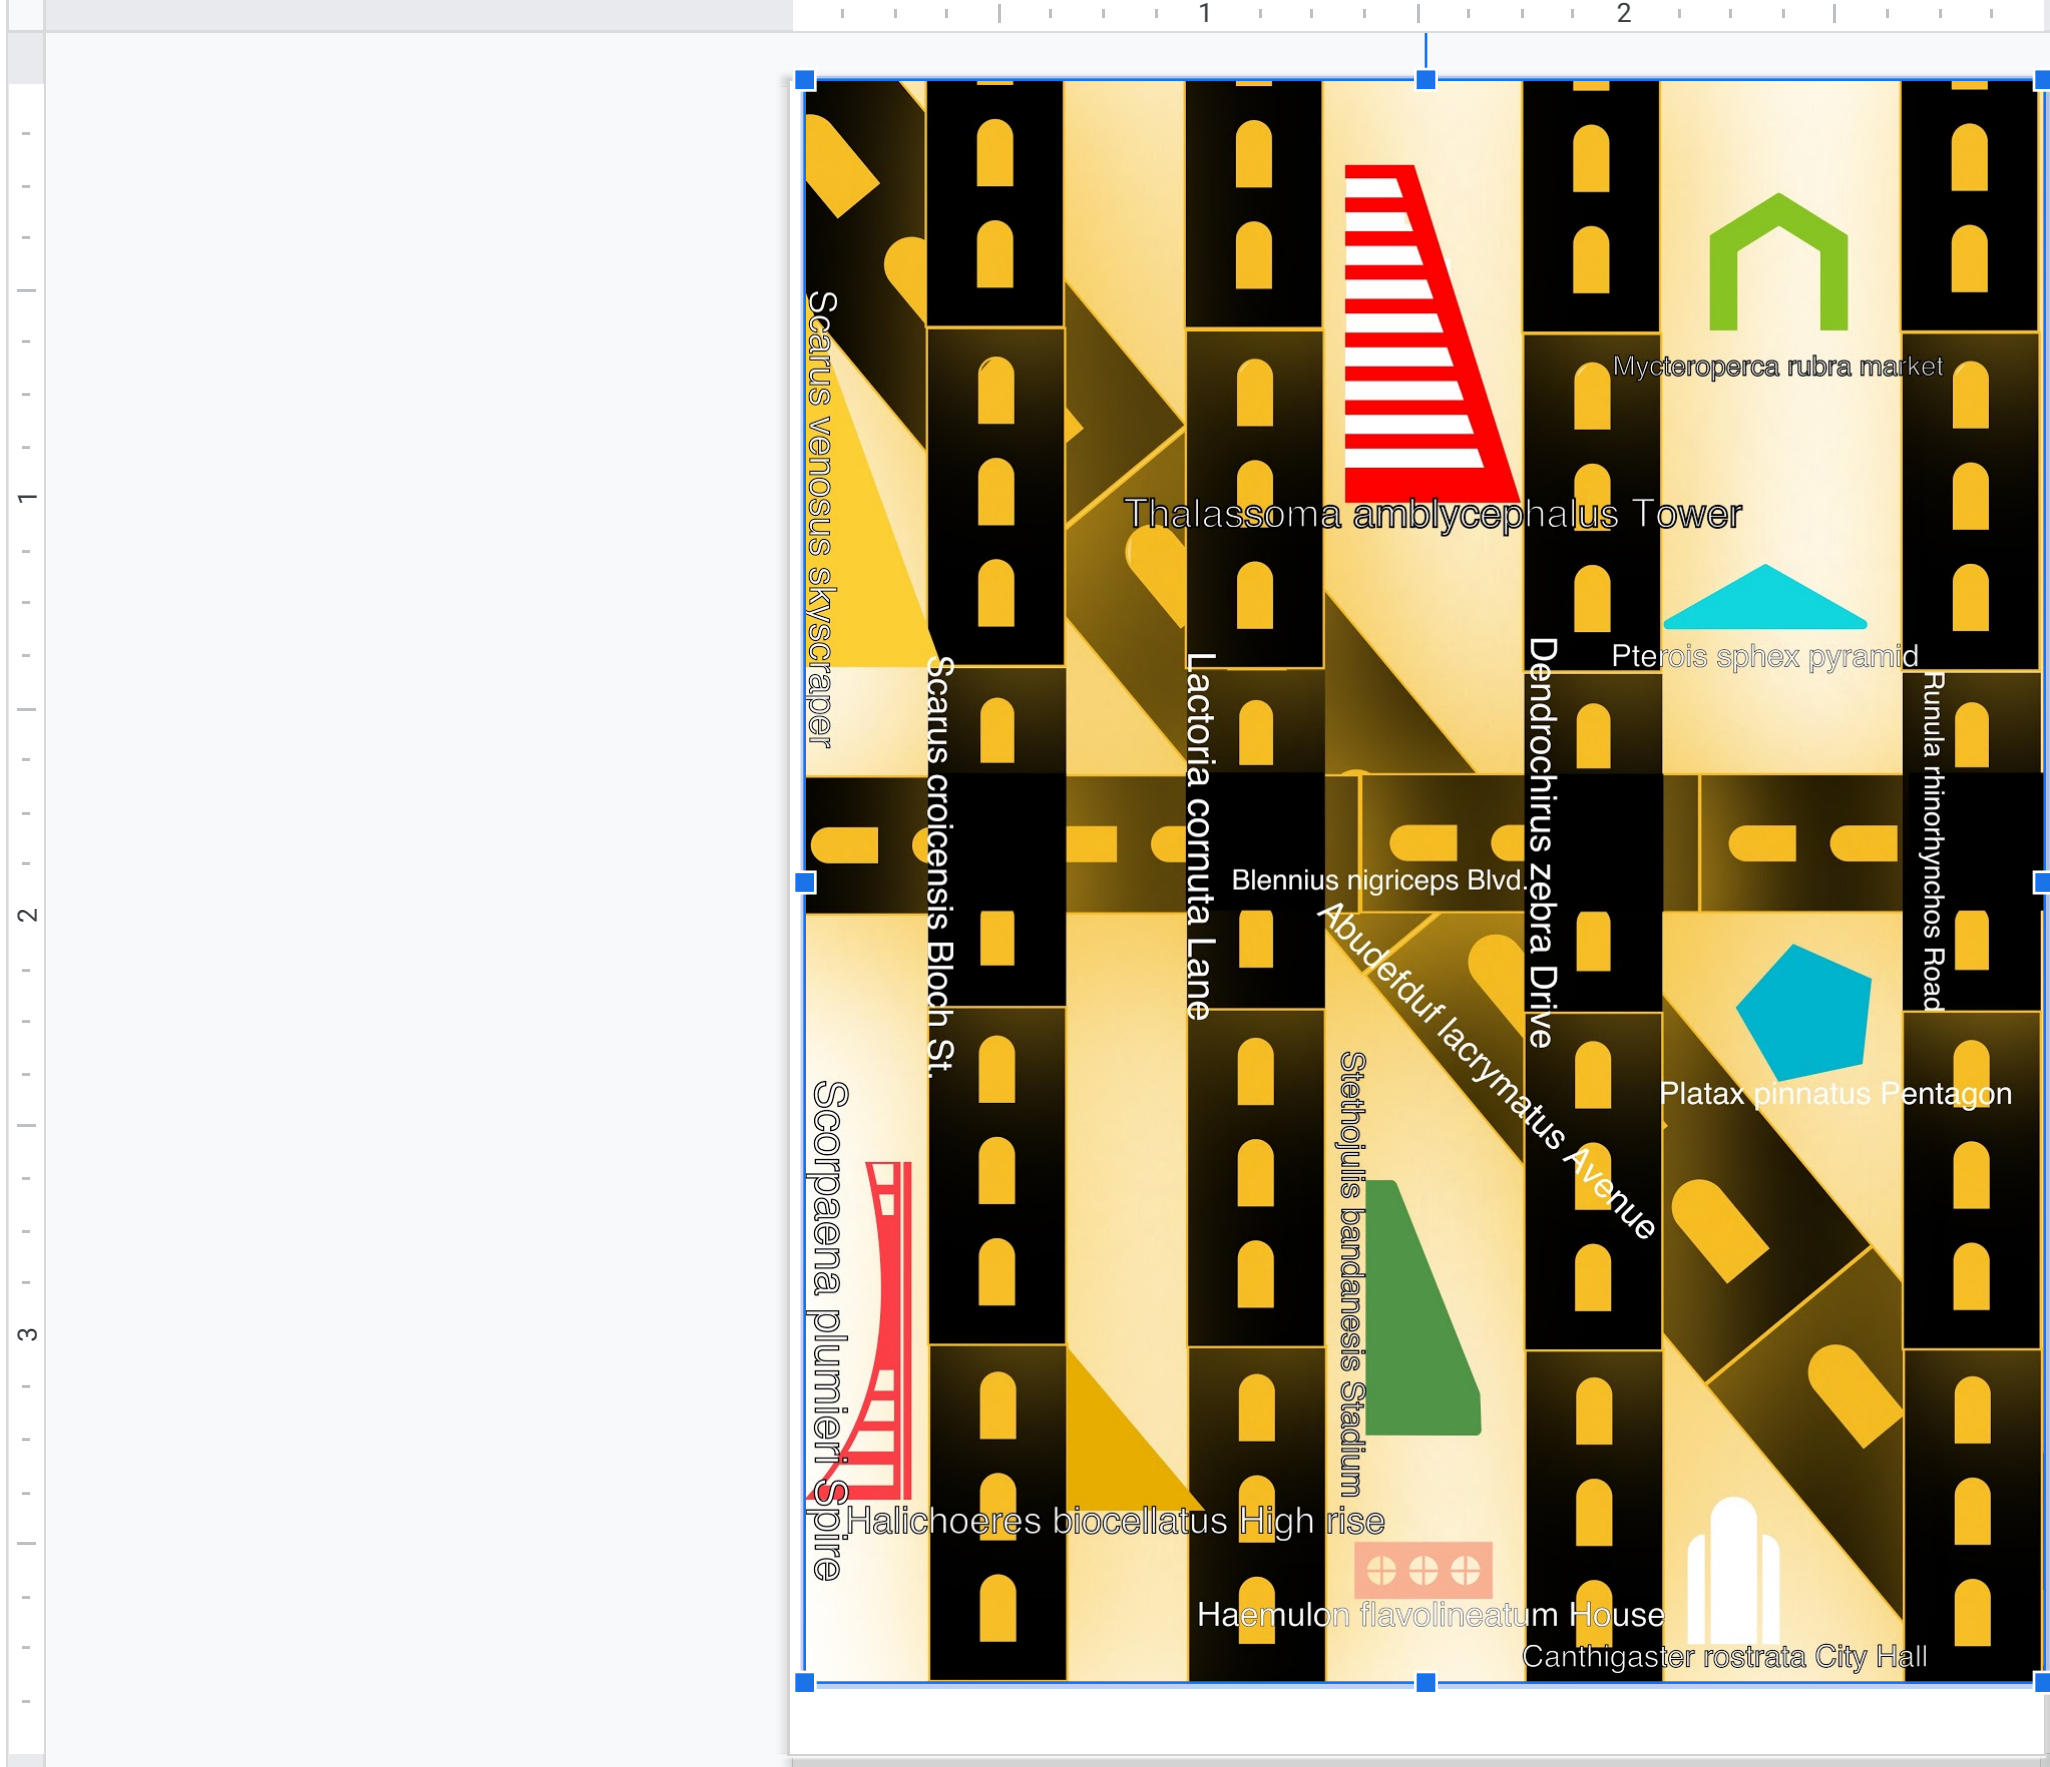 1
2
Mycteroperca rubra market
Scarus venosus skyscraper
1
Thalassoma amblycephalus Tower
Pterois sphex pyramid
Scarus croicensis Bloch St.
Lactoria cornuta Lane
Dendrochirus zebra Drive
Runula rhinorhynchos Road
Blennius nigriceps Blvd.
2
Abudefduf lacrymatus Avenue
Platax pinnatus Pentagon
Stethojulis bandanesis Stadium
Scorpaena plumieri Spire
3
Halichoeres biocellatus High rise
Haemulon flavolineatum House
Canthigaster rostrata City Hall